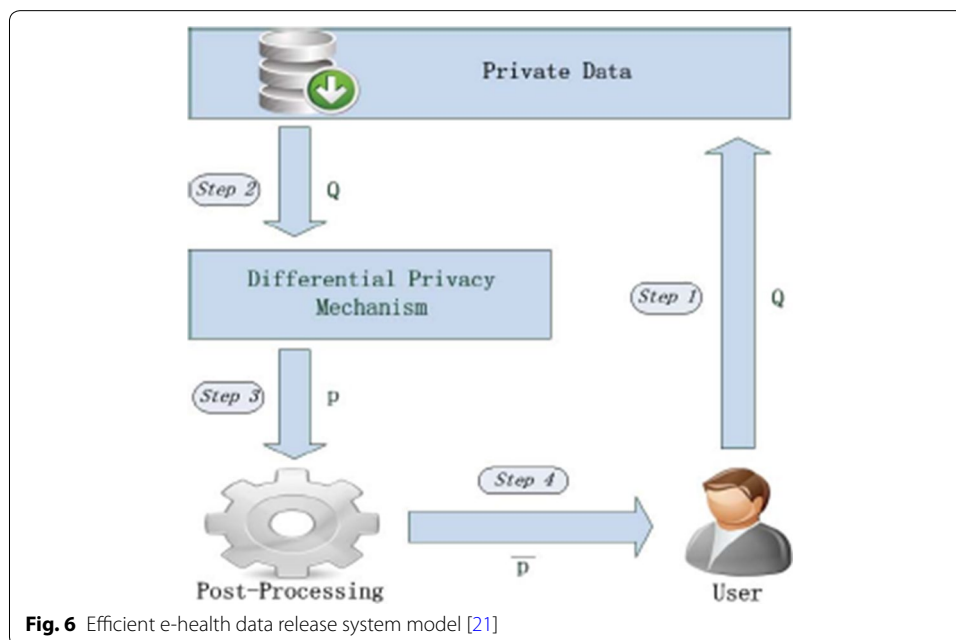 Private Data
Step 2
Q
Differential Privacy
Mechanism
Step 1
Q
Step 3
p
Step 4
p̅
Post-Processing
User
Fig. 6 Efficient e-health data release system model [21]